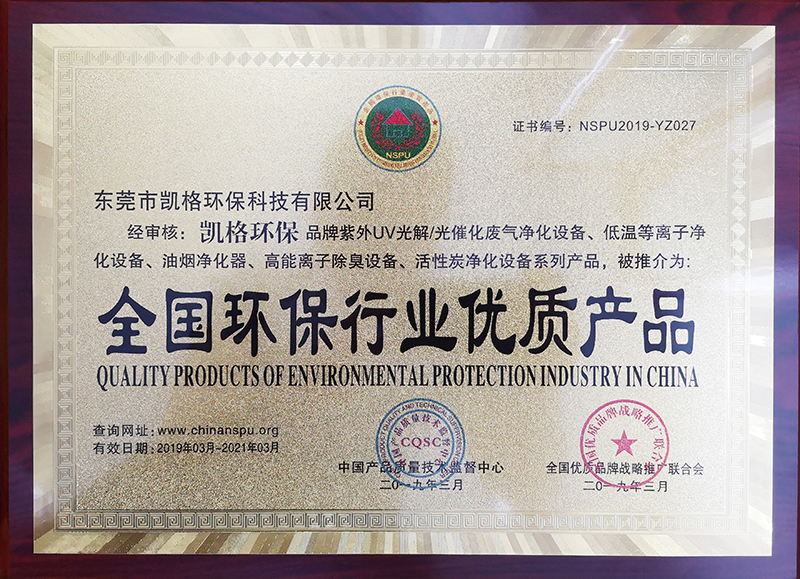 NSPU
证书编号：NSPU2019-YZ027
东莞市凯格环保科技有限公司
经审核：凯格环保 品牌紫外UV光解/光催化废气净化设备、低温等离子净
化设备、油烟净化器、高能离子除臭设备、活性炭净化设备系列产品，被推介为：
全国环保行业优质产品
QUALITY PRODUCTS OF ENVIRONMENTAL PROTECTION INDUSTRY IN CHINA
查询网址：www.chinanspu.org
有效日期：2019年03月-2021年03月
CQSC
中国产品质量技术监督中心
二0一九年三月
全国优质品牌战略推广联合会
二0一九年三月